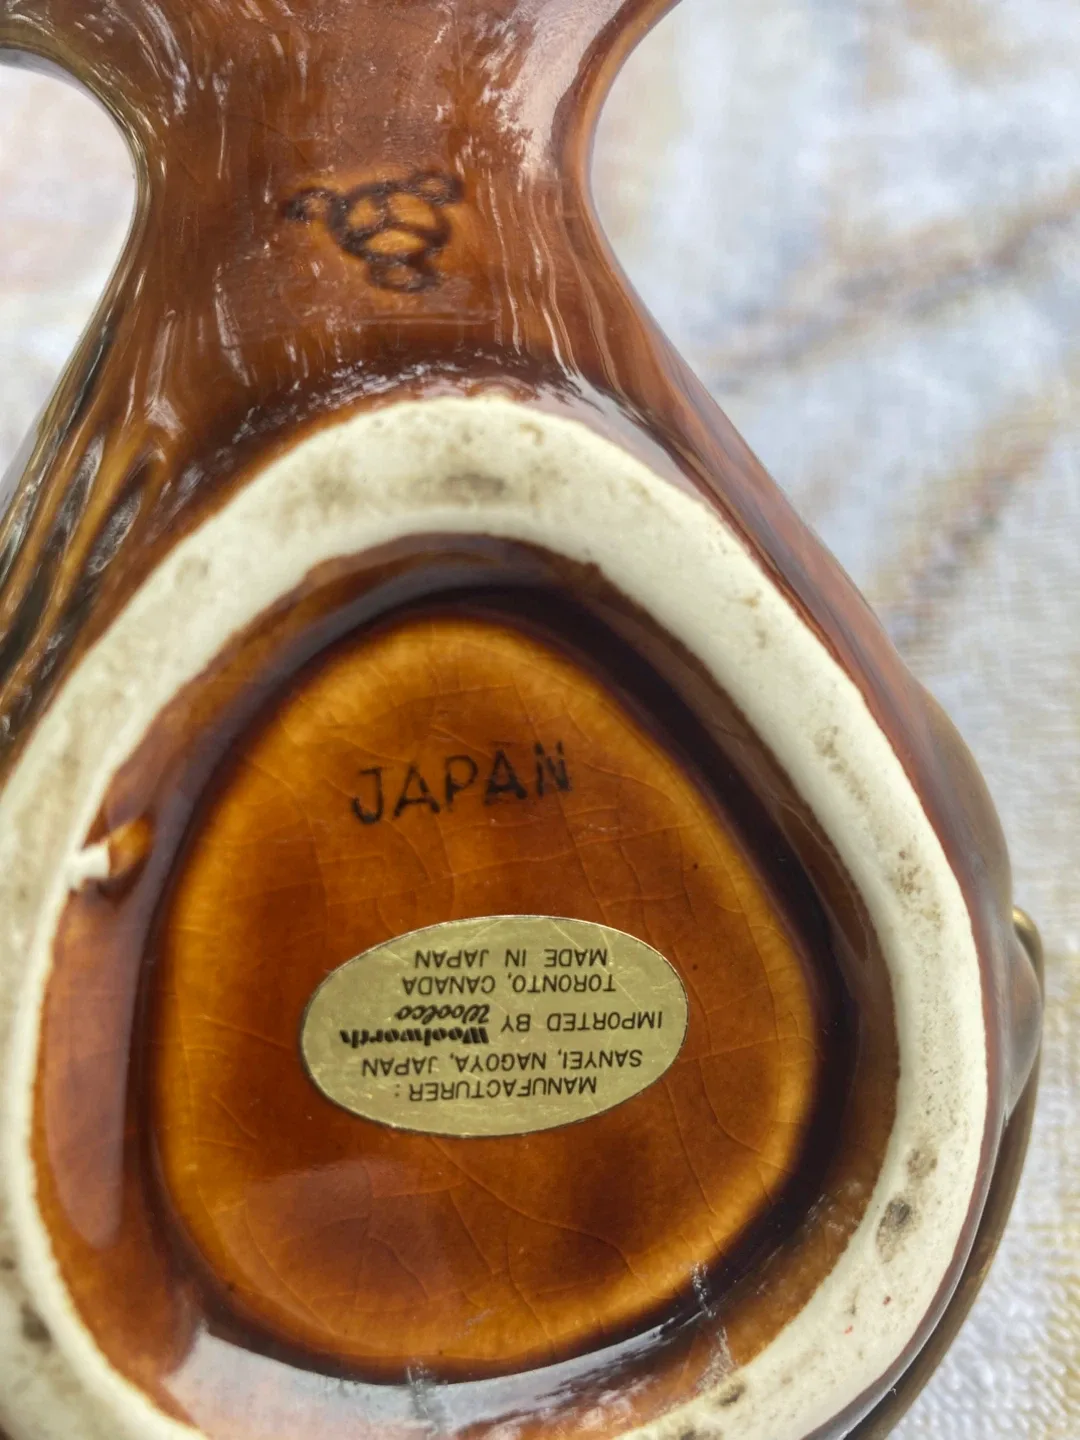 JAPAN
MANUFACTURER:
SANYEI, NAGOYA, JAPAN
IMPORTED BY Woolworth Woolco
TORONTO, CANADA
MADE IN JAPAN